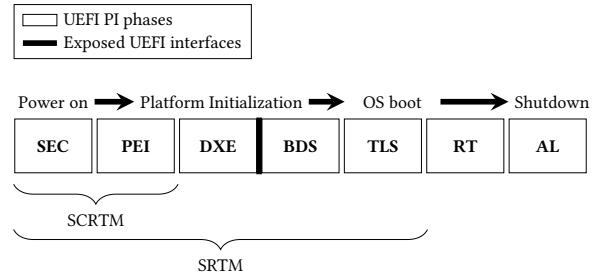 UEFI PI phases
Exposed UEFI interfaces
Power on Platform Initialization OS boot Shutdown
SEC PEI DXE BDS TLS RT AL
SCRTM
SRTM